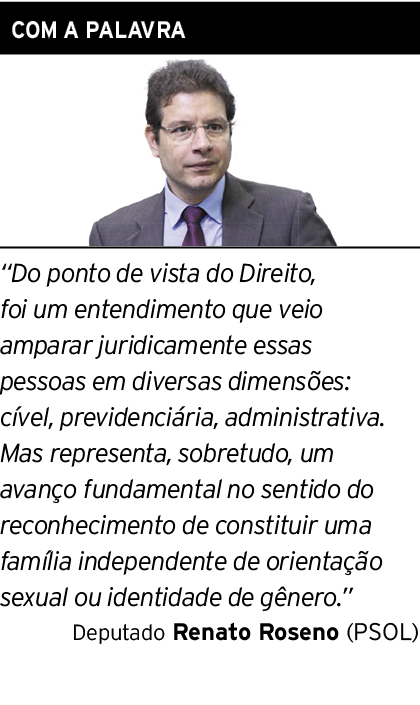 COM A PALAVRA
“Do ponto de vista do Direito,
foi um entendimento que veio
amparar juridicamente essas
pessoas em diversas dimensões:
cível, previdenciária, administrativa.
Mas representa, sobretudo, um
avanço fundamental no sentido do
reconhecimento de constituir uma
família independente de orientação
sexual ou identidade de gênero.”
Deputado Renato Roseno (PSOL)